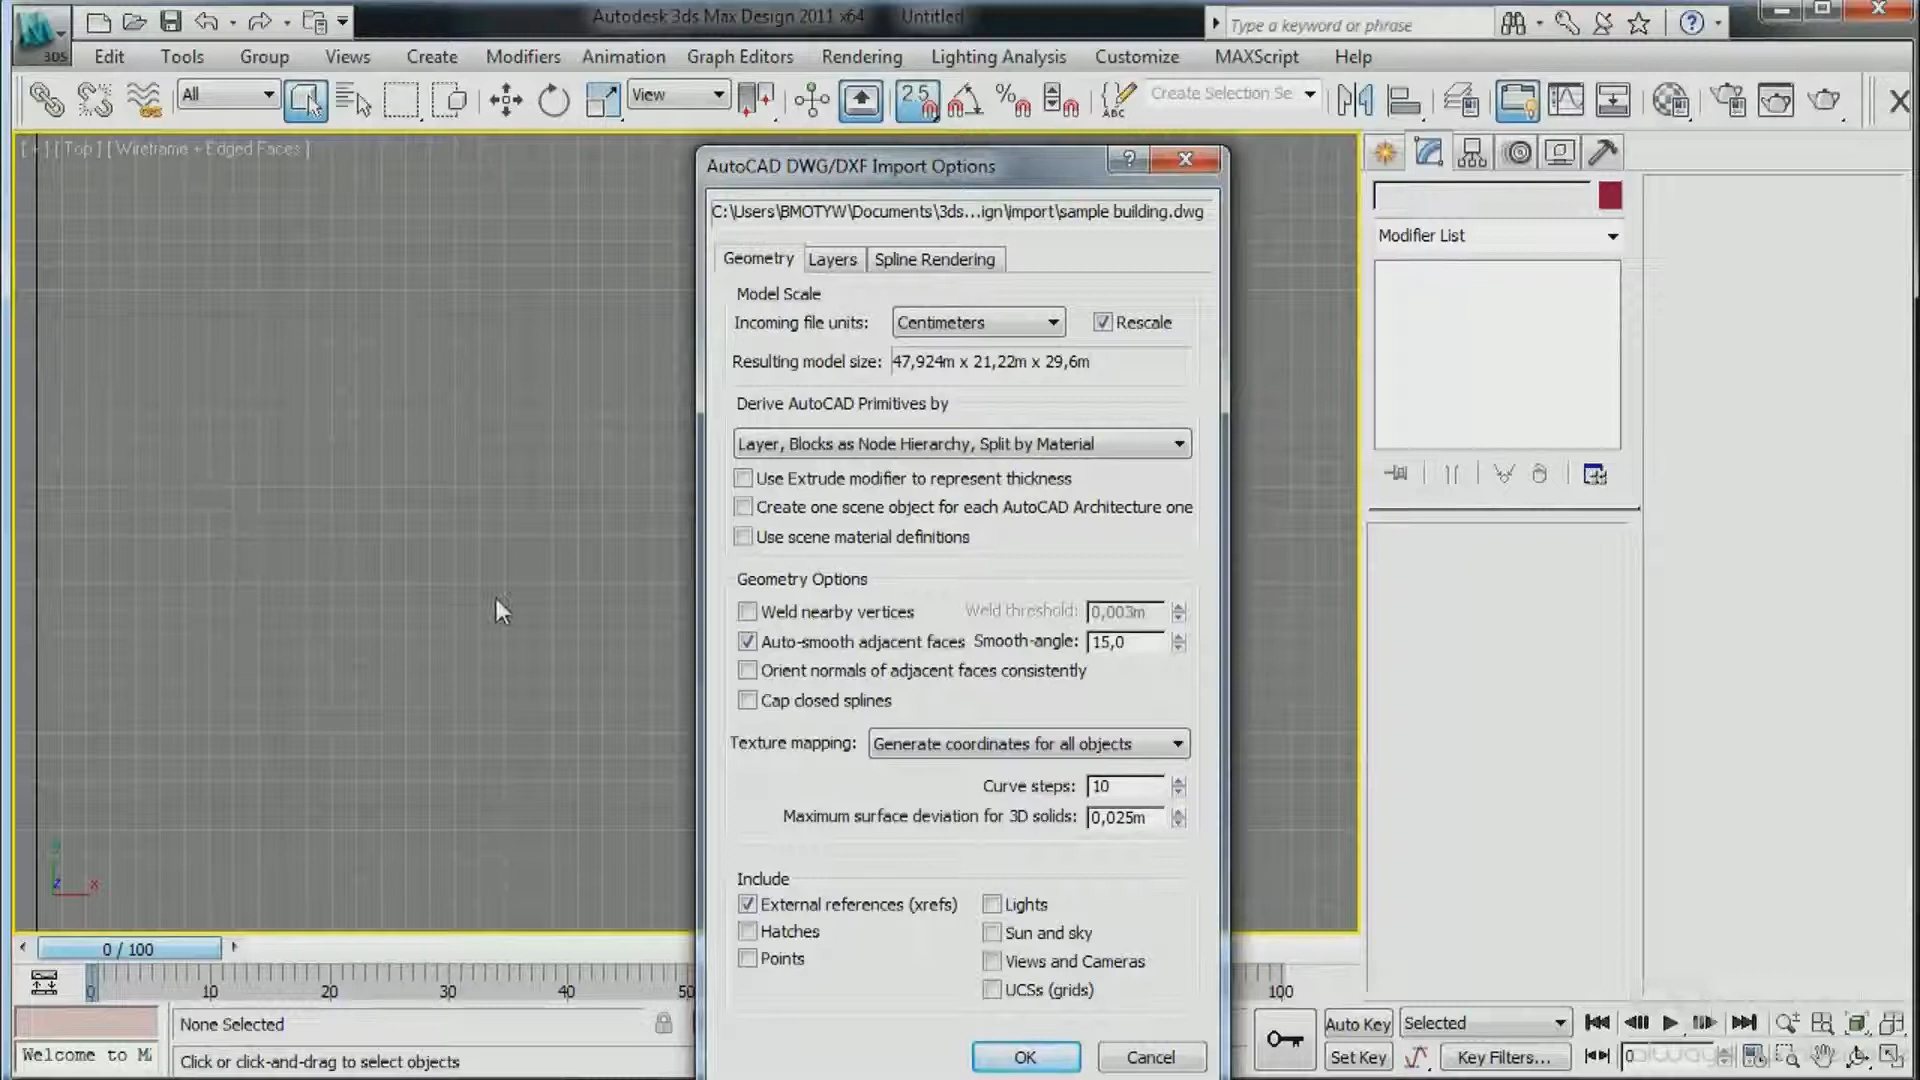 Autodesk 3ds Max Design 2011 x64 Untitled
Type a keyword or phrase
3DS
Edit Tools Group Views Create Modifiers Animation Graph Editors Rendering Lighting Analysis Customize MAXScript Help
All
View
2.5
ABC
Create Selection Se
[ + ] [ Top ] [ Wireframe + Edged Faces ]
AutoCAD DWG/DXF Import Options
C:\Users\BMOTYW\Documents\3ds...ign\import\sample building.dwg
Geometry Layers Spline Rendering
Model Scale
Incoming file units: Centimeters Rescale
Resulting model size: 47,924m x 21,22m x 29,6m
Derive AutoCAD Primitives by
Layer, Blocks as Node Hierarchy, Split by Material
Use Extrude modifier to represent thickness
Create one scene object for each AutoCAD Architecture one
Use scene material definitions
Geometry Options
Weld nearby vertices Weld threshold: 0,003m
Auto-smooth adjacent faces Smooth-angle: 15,0
Orient normals of adjacent faces consistently
Cap closed splines
Texture mapping: Generate coordinates for all objects
Curve steps: 10
Maximum surface deviation for 3D solids: 0,025m
Include
External references (xrefs)
Hatches
Points
Lights
Sun and sky
Views and Cameras
UCSs (grids)
OK Cancel
Modifier List
z x
0 / 100
0 10 20 30 40 50 100
None Selected
Welcome to M
Click or click-and-drag to select objects
Auto Key Selected
Set Key Key Filters... 0